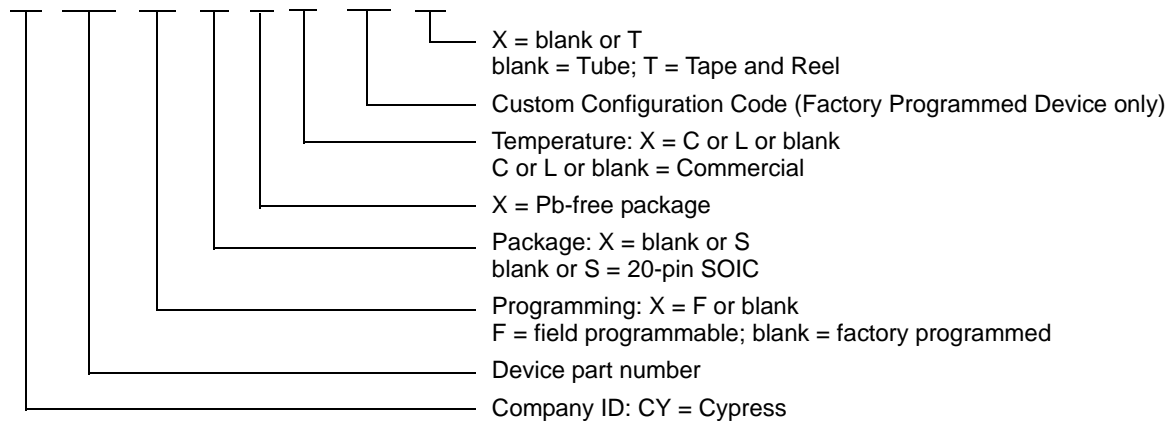 X = blank or T
blank = Tube; T = Tape and Reel
Custom Configuration Code (Factory Programmed Device only)
Temperature: X = C or L or blank
C or L or blank = Commercial
X = Pb-free package
Package: X = blank or S
blank or S = 20-pin SOIC
Programming: X = F or blank
F = field programmable; blank = factory programmed
Device part number
Company ID: CY = Cypress